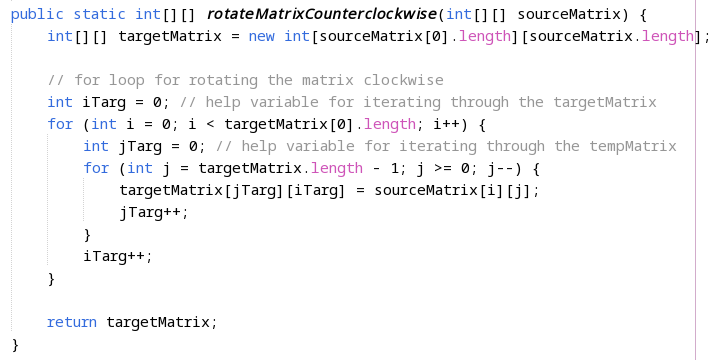 public static int[][] rotateMatrixCounterclockwise(int[][] sourceMatrix) {
    int[][] targetMatrix = new int[sourceMatrix[0].length][sourceMatrix.length];

    // for loop for rotating the matrix clockwise
    int iTarg = 0; // help variable for iterating through the targetMatrix
    for (int i = 0; i < targetMatrix[0].length; i++) {
        int jTarg = 0; // help variable for iterating through the tempMatrix
        for (int j = targetMatrix.length - 1; j >= 0; j--) {
            targetMatrix[jTarg][iTarg] = sourceMatrix[i][j];
            jTarg++;
        }
        iTarg++;
    }

    return targetMatrix;
}